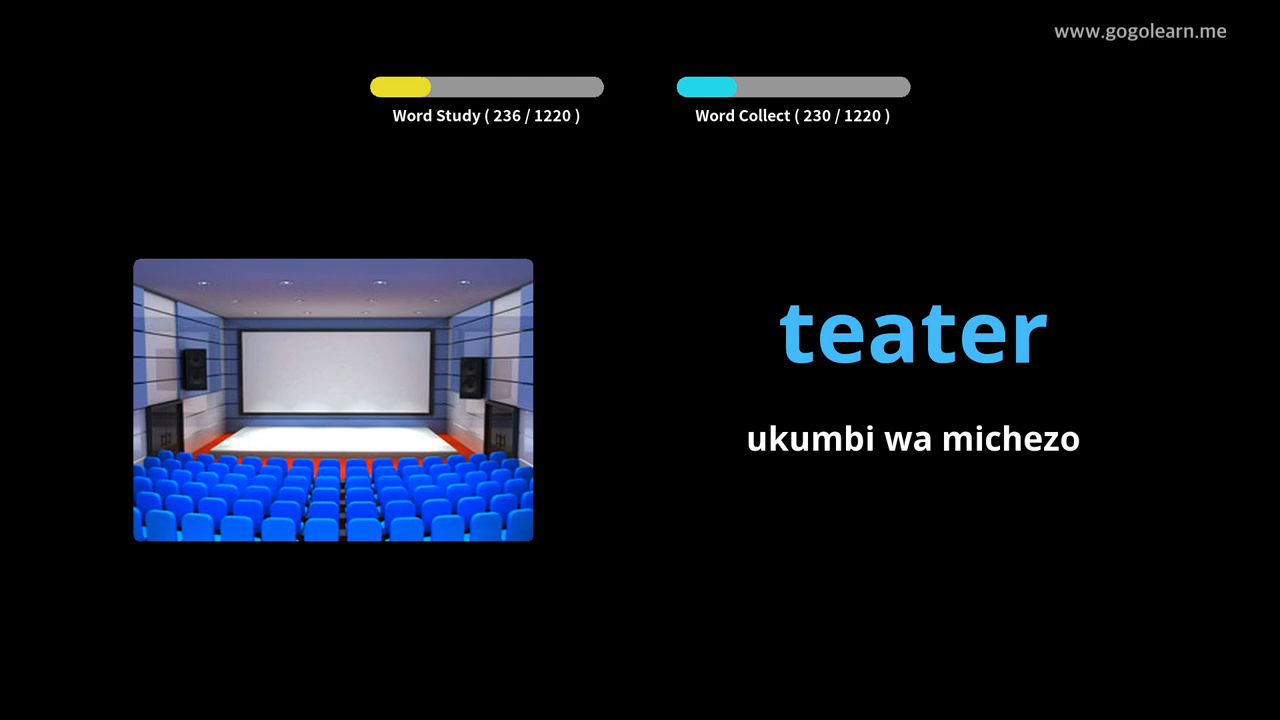 www.gogolearn.me
Word Study ( 236 / 1220 )
Word Collect ( 230 / 1220 )
teater
ukumbi wa michezo